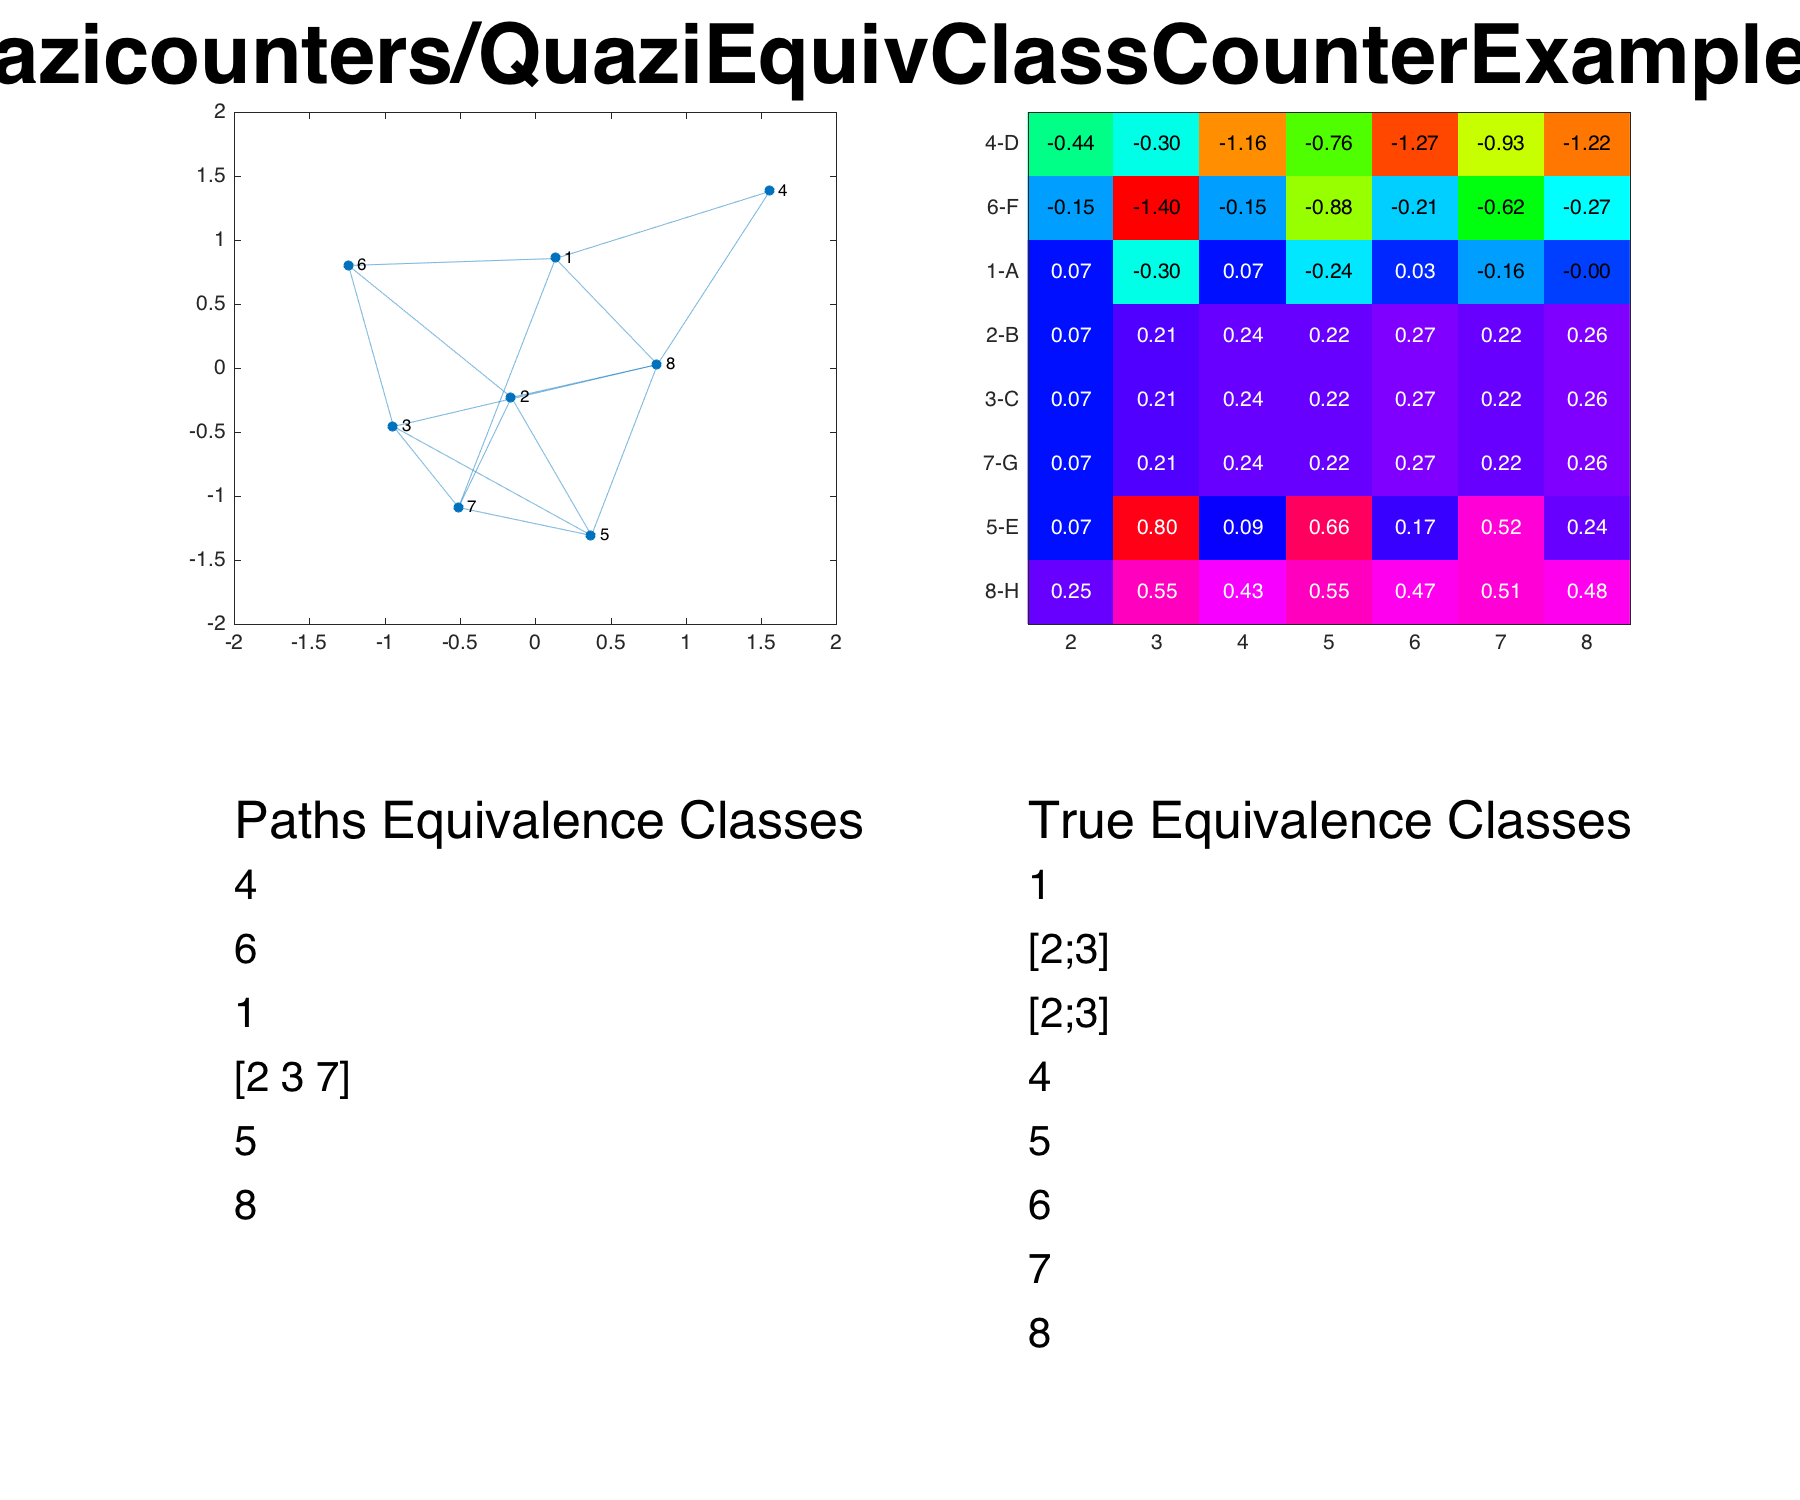 azicounters/QuaziEquivClassCounterExample
2
1.5
1
0.5
0
-0.5
-1
-1.5
-2
-2 -1.5 -1 -0.5 0 0.5 1 1.5 2
4
6
1
8
2
3
7
5
4-D -0.44 -0.30 -1.16 -0.76 -1.27 -0.93 -1.22
6-F -0.15 -1.40 -0.15 -0.88 -0.21 -0.62 -0.27
1-A 0.07 -0.30 0.07 -0.24 0.03 -0.16 -0.00
2-B 0.07 0.21 0.24 0.22 0.27 0.22 0.26
3-C 0.07 0.21 0.24 0.22 0.27 0.22 0.26
7-G 0.07 0.21 0.24 0.22 0.27 0.22 0.26
5-E 0.07 0.80 0.09 0.66 0.17 0.52 0.24
8-H 0.25 0.55 0.43 0.55 0.47 0.51 0.48
2 3 4 5 6 7 8
Paths Equivalence Classes
4
6
1
[2 3 7]
5
8
True Equivalence Classes
1
[2;3]
[2;3]
4
5
6
7
8